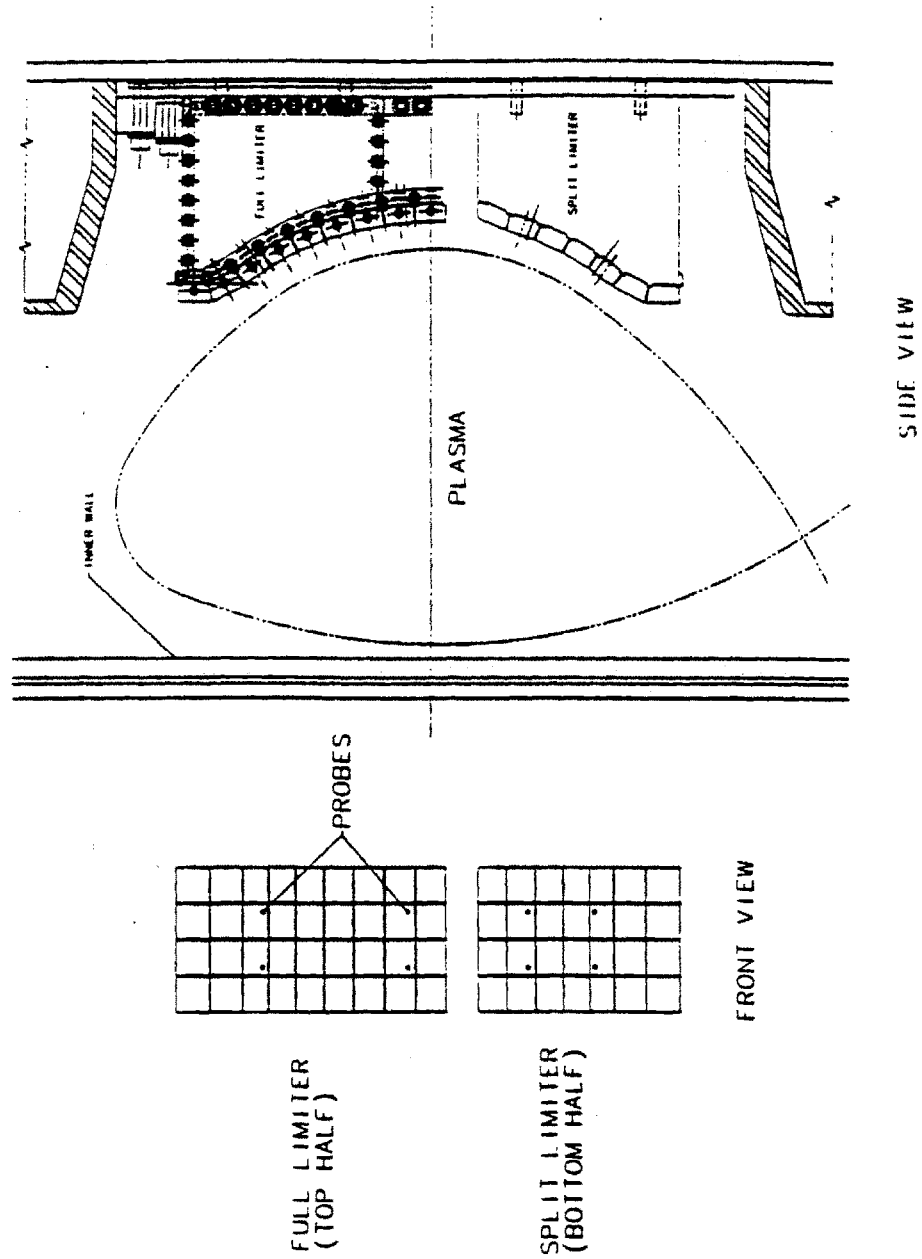 FULL LIMITER
SPLIT LIMITER
INNER WALL
PLASMA
SIDE VIEW
PROBES
FRONT VIEW
FULL LIMITER
(TOP HALF)
SPLIT LIMITER
(BOTTOM HALF)